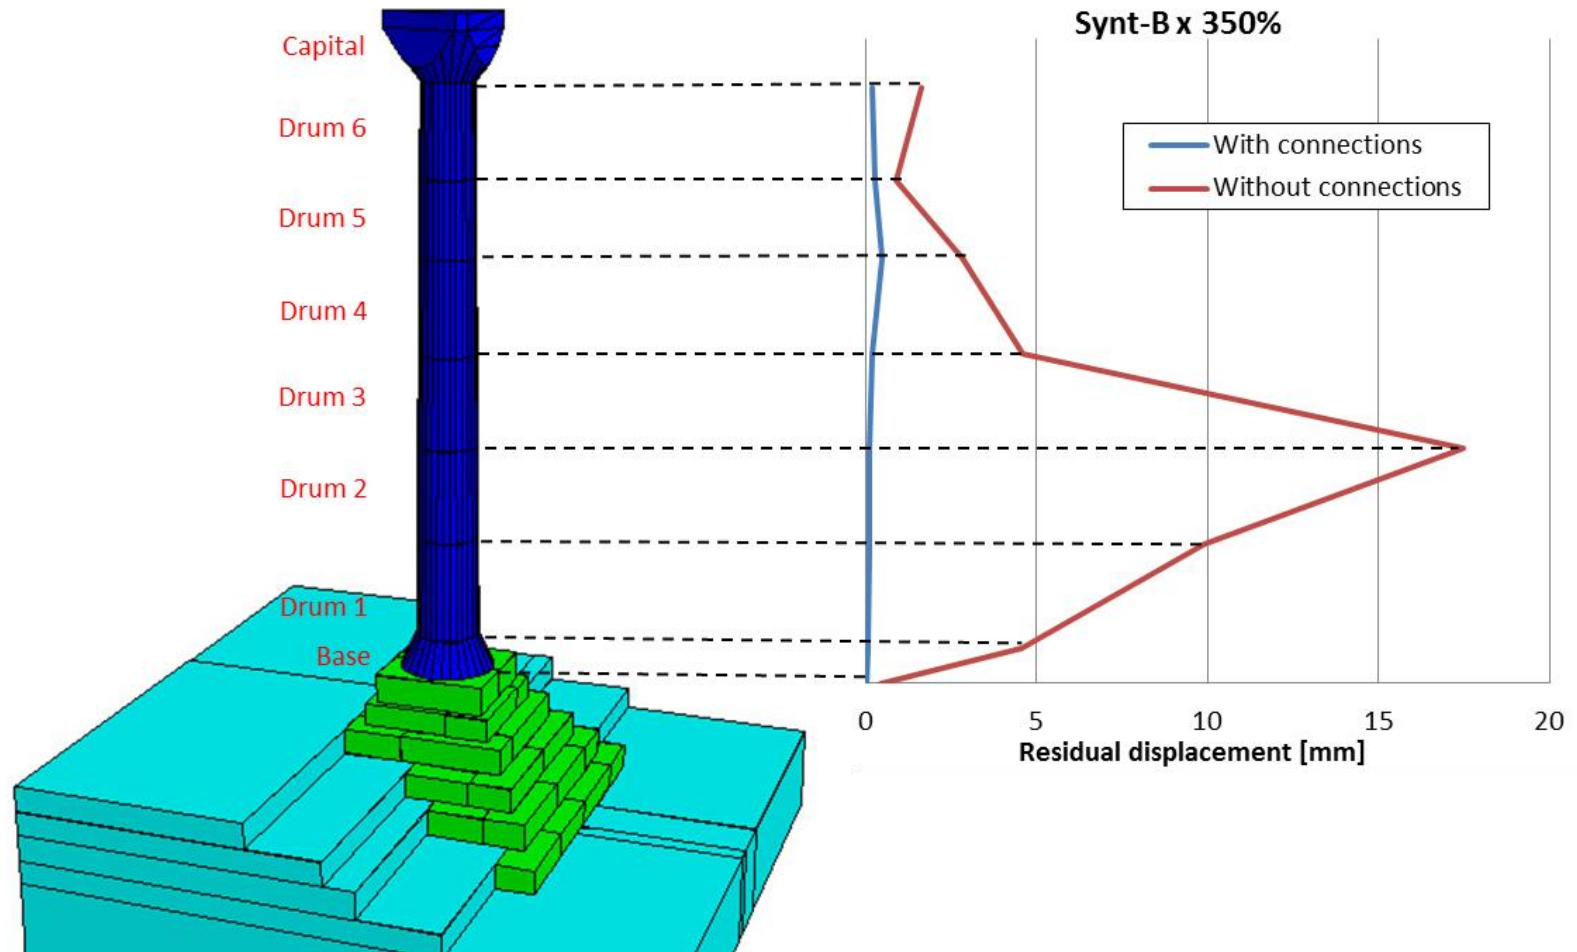 Synt-B x 350%
Capital
Drum 6
Drum 5
Drum 4
Drum 3
Drum 2
Drum 1
Base
With connections
Without connections
0 5 10 15 20
Residual displacement [mm]